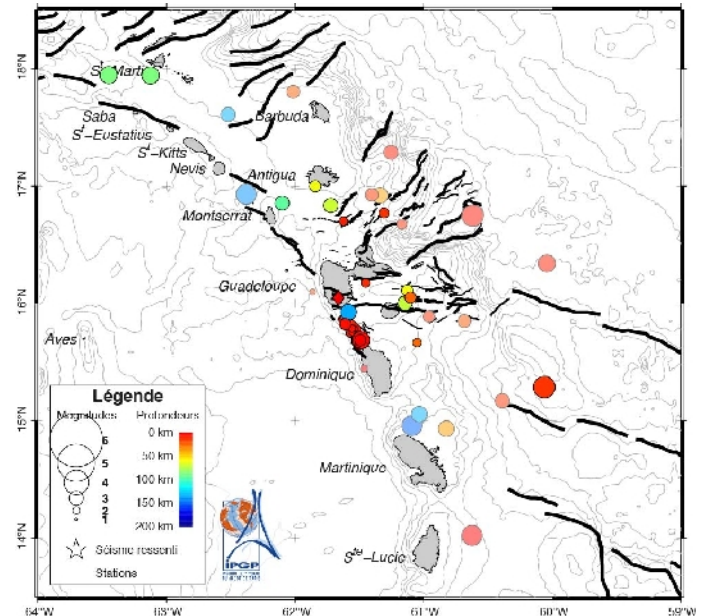 18°N
17°N
16°N
15°N
14°N
64°W
63°W
62°W
61°W
60°W
59°W
St-Martin
Saba
St-Eustatius
St-Kitts
Nevis
Barbuda
Antigua
Montserrat
Guadeloupe
Aves
Dominique
Martinique
Ste-Lucie
Légende
Magnitudes
Profondeurs
6
5
4
3
2
1
0 km
50 km
100 km
150 km
200 km
Séisme ressenti
Stations
IPGP